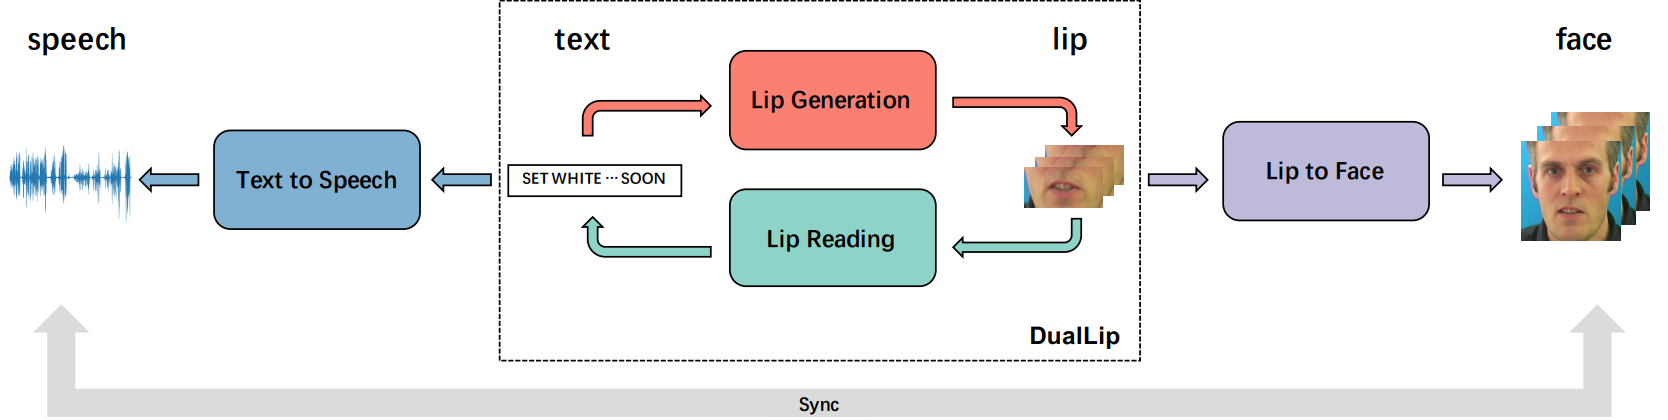 speech
text
lip
face
Lip Generation
Text to Speech
SET WHITE ··· SOON
Lip to Face
Lip Reading
DualLip
Sync